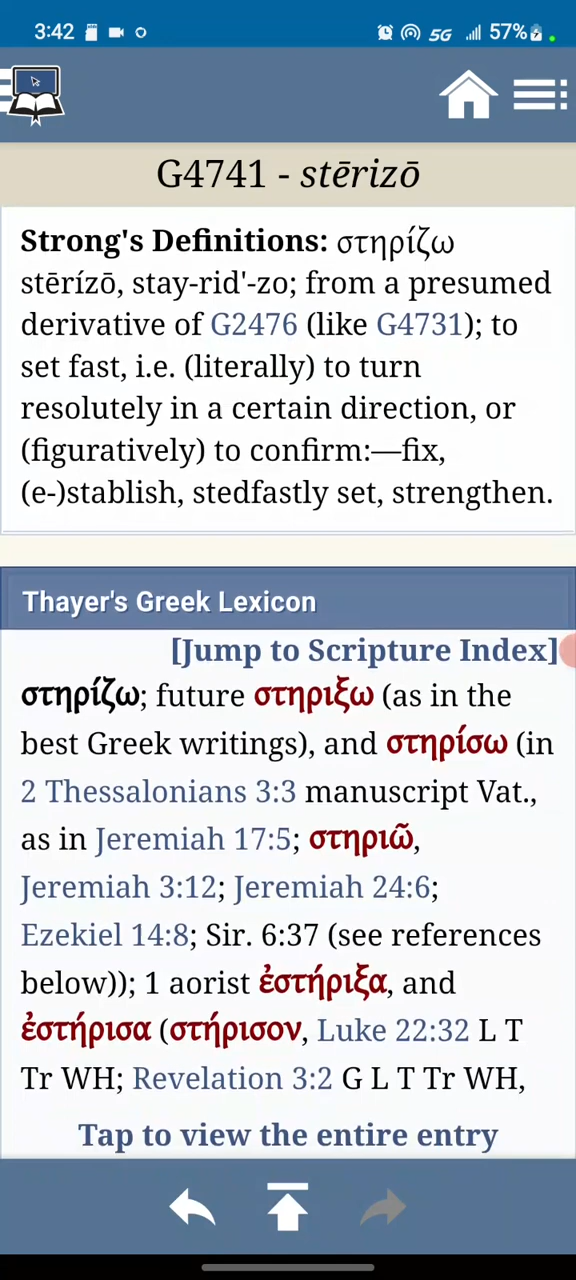 3:42
5G
57%
G4741 - stērizō
Strong's Definitions: στηρίζω
stērízō, stay-rid'-zo; from a presumed
derivative of G2476 (like G4731); to
set fast, i.e. (literally) to turn
resolutely in a certain direction, or
(figuratively) to confirm:—fix,
(e-)stablish, stedfastly set, strengthen.
Thayer's Greek Lexicon
[Jump to Scripture Index]
στηρίζω; future στηριξω (as in the
best Greek writings), and στηρίσω (in
2 Thessalonians 3:3 manuscript Vat.,
as in Jeremiah 17:5; στηριῶ,
Jeremiah 3:12; Jeremiah 24:6;
Ezekiel 14:8; Sir. 6:37 (see references
below)); 1 aorist ἐστήριξα, and
ἐστήρισα (στήρισον, Luke 22:32 L T
Tr WH; Revelation 3:2 G L T Tr WH,
Tap to view the entire entry